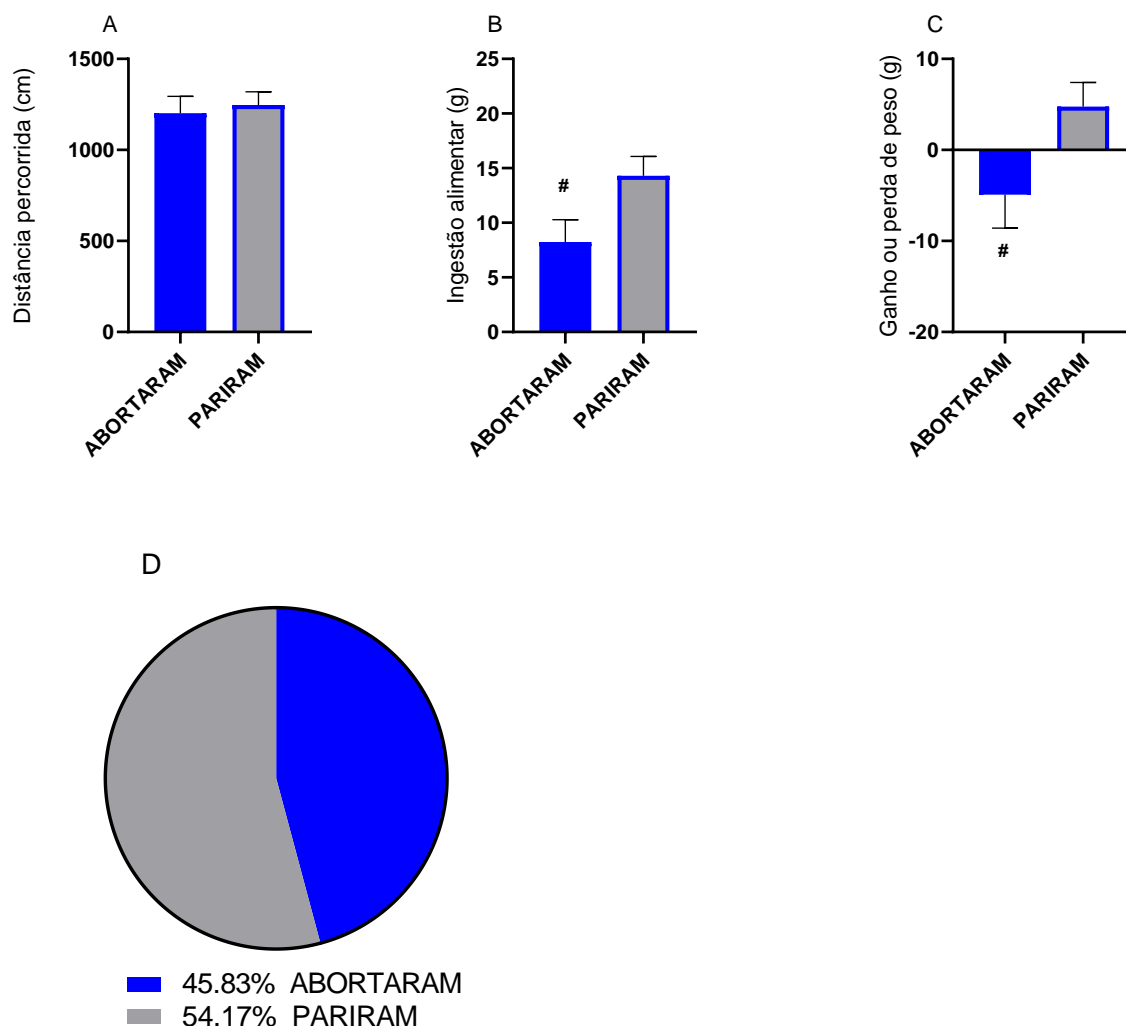 A
Distância percorrida (cm)
1500
1000
500
0
ABORTARAM
PARIRAM
B
Ingestão alimentar (g)
25
20
15
10
5
0
#
ABORTARAM
PARIRAM
C
Ganho ou perda de peso (g)
10
0
-10
-20
#
ABORTARAM
PARIRAM
D
45.83% ABORTARAM
54.17% PARIRAM